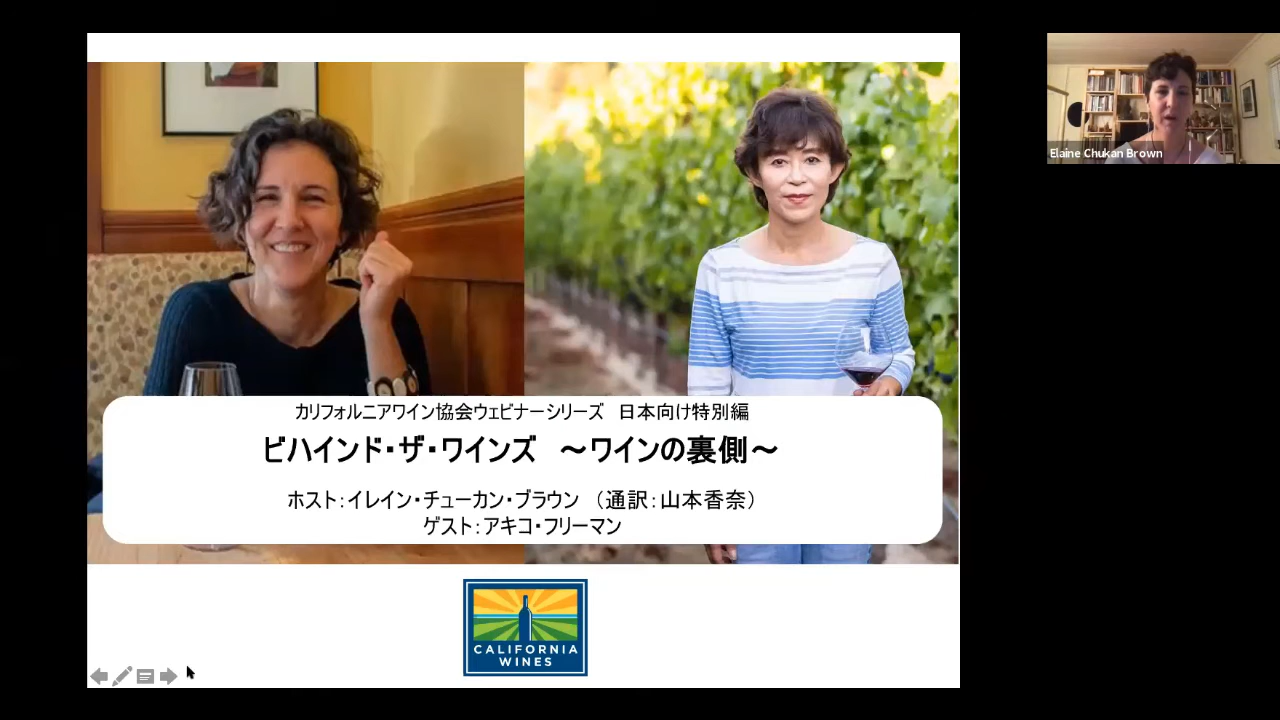 Elaine Chukan Brown
カリフォルニアワイン協会ウェビナーシリーズ　日本向け特別編
ビハインド・ザ・ワインズ　～ワインの裏側～
ホスト：イレイン・チューカン・ブラウン　（通訳：山本香奈）
ゲスト：アキコ・フリーマン
CALIFORNIA
WINES